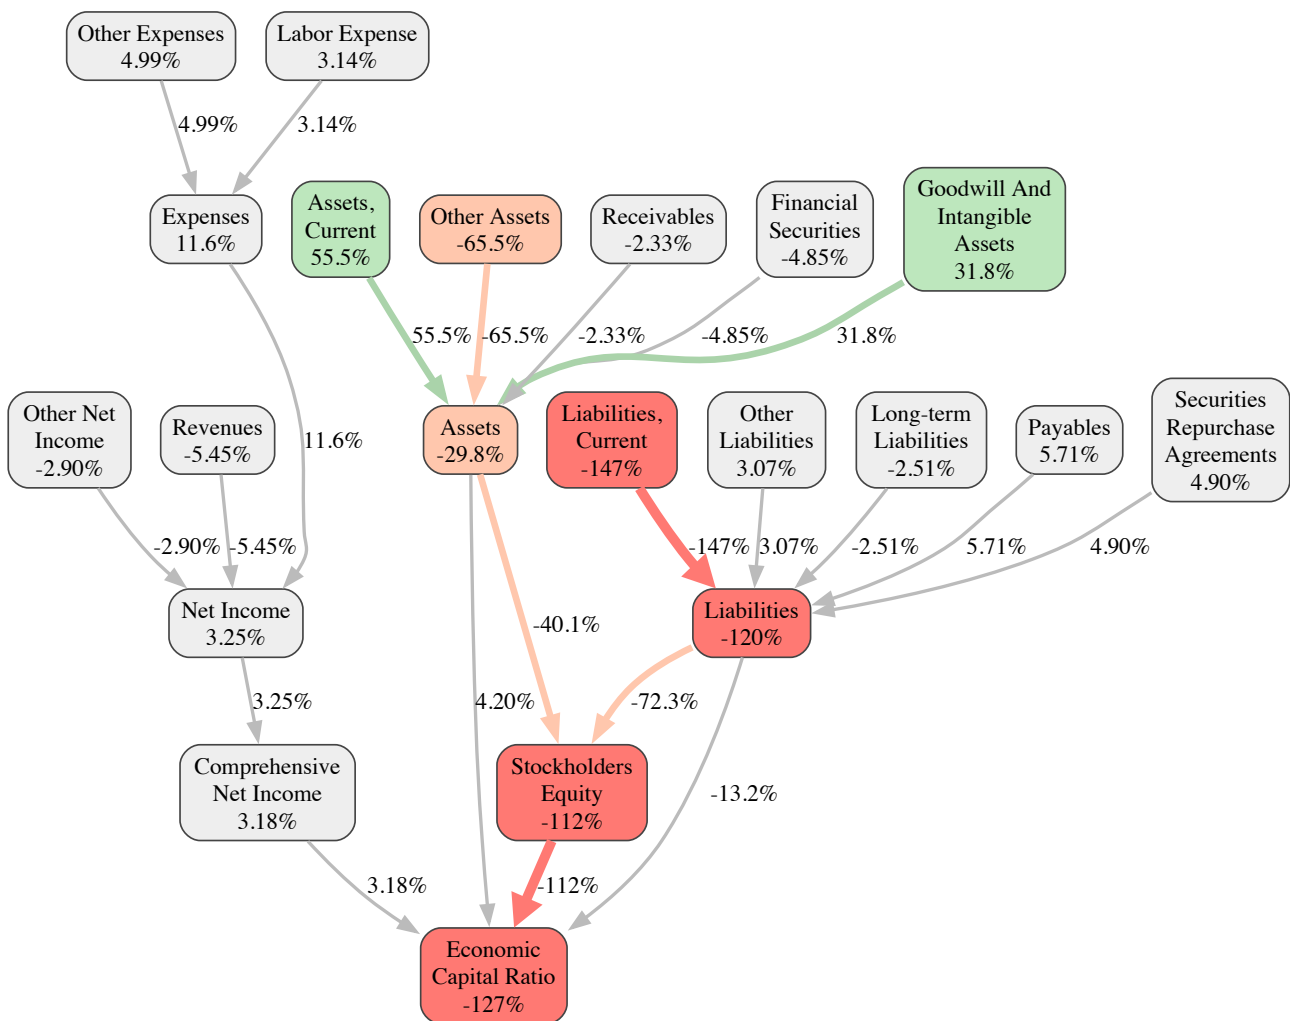 Other Expenses
4.99%
Labor Expense
3.14%
4.99%
3.14%
Expenses
11.6%
Assets,
Current
55.5%
Other Assets
-65.5%
Receivables
-2.33%
Financial
Securities
-4.85%
Goodwill And
Intangible
Assets
31.8%
55.5%
-65.5%
-2.33%
-4.85%
31.8%
Other Net
Income
-2.90%
Revenues
-5.45%
11.6%
Assets
-29.8%
Liabilities,
Current
-147%
Other
Liabilities
3.07%
Long-term
Liabilities
-2.51%
Payables
5.71%
Securities
Repurchase
Agreements
4.90%
-2.90%
-5.45%
-147%
3.07%
-2.51%
5.71%
4.90%
Net Income
3.25%
-40.1%
Liabilities
-120%
3.25%
4.20%
-72.3%
Comprehensive
Net Income
3.18%
Stockholders
Equity
-112%
-13.2%
3.18%
-112%
Economic
Capital Ratio
-127%